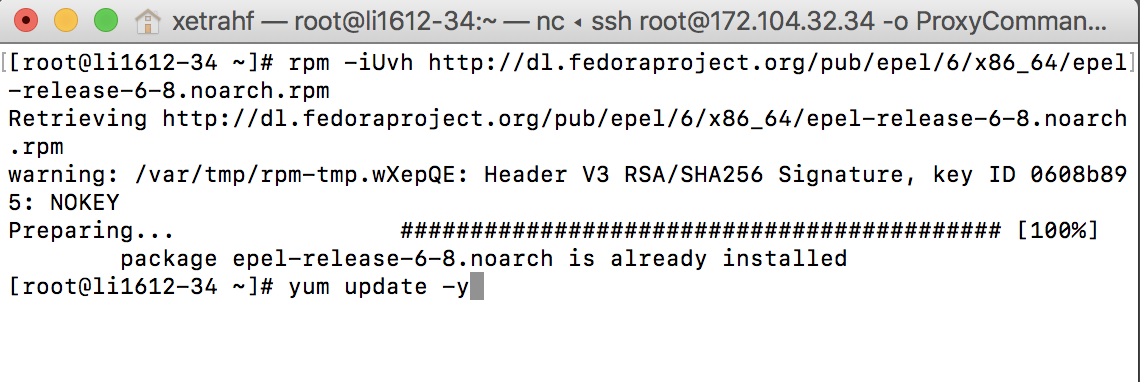 xetrahf — root@li1612-34:~ — nc ◂ ssh root@172.104.32.34 -o ProxyComman...
[[root@li1612-34 ~]# rpm -iUvh http://dl.fedoraproject.org/pub/epel/6/x86_64/epel]
-release-6-8.noarch.rpm
Retrieving http://dl.fedoraproject.org/pub/epel/6/x86_64/epel-release-6-8.noarch
.rpm
warning: /var/tmp/rpm-tmp.wXepQE: Header V3 RSA/SHA256 Signature, key ID 0608b89
5: NOKEY
Preparing... ########################################### [100%]
package epel-release-6-8.noarch is already installed
[root@li1612-34 ~]# yum update -y